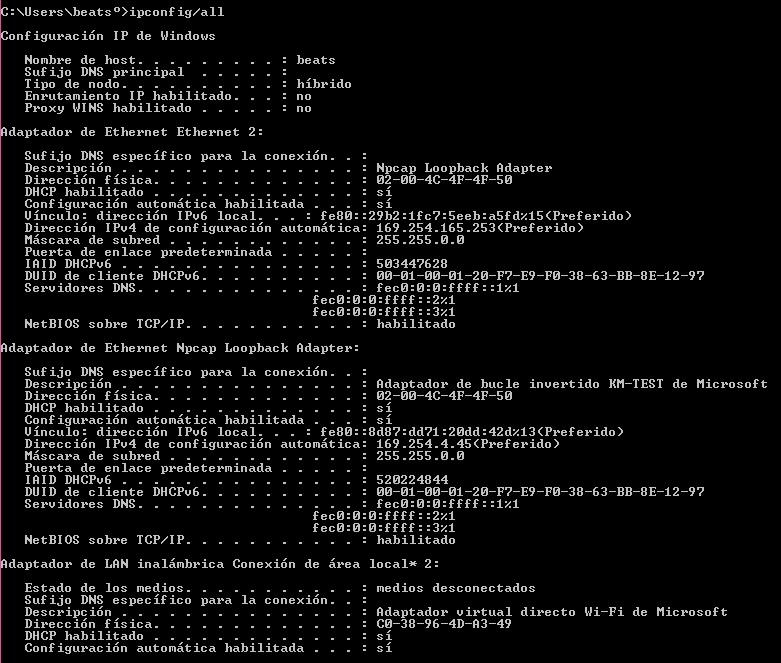 C:\Users\beatsº>ipconfig/all
Configuración IP de Windows
Nombre de host. . . . . . . . . : beats
Sufijo DNS principal  . . . . . :
Tipo de nodo. . . . . . . . . . : híbrido
Enrutamiento IP habilitado. . . : no
Proxy WINS habilitado . . . . . : no
Adaptador de Ethernet Ethernet 2:
Sufijo DNS específico para la conexión. . :
Descripción . . . . . . . . . . . . . . . : Npcap Loopback Adapter
Dirección física. . . . . . . . . . . . . : 02-00-4C-4F-4F-50
DHCP habilitado . . . . . . . . . . . . . : sí
Configuración automática habilitada . . . : sí
Vínculo: dirección IPv6 local. . . : fe80::29b2:1fc7:5eeb:a5fd%15(Preferido)
Dirección IPv4 de configuración automática: 169.254.165.253(Preferido)
Máscara de subred . . . . . . . . . . . . : 255.255.0.0
Puerta de enlace predeterminada . . . . . :
IAID DHCPv6 . . . . . . . . . . . . . . . : 503447628
DUID de cliente DHCPv6. . . . . . . . . . : 00-01-00-01-20-F7-E9-F0-38-63-BB-8E-12-97
Servidores DNS. . . . . . . . . . . . . . : fec0:0:0:ffff::1%1
fec0:0:0:ffff::2%1
fec0:0:0:ffff::3%1
NetBIOS sobre TCP/IP. . . . . . . . . . . : habilitado
Adaptador de Ethernet Npcap Loopback Adapter:
Sufijo DNS específico para la conexión. . :
Descripción . . . . . . . . . . . . . . . : Adaptador de bucle invertido KM-TEST de Microsoft
Dirección física. . . . . . . . . . . . . : 02-00-4C-4F-4F-50
DHCP habilitado . . . . . . . . . . . . . : sí
Configuración automática habilitada . . . : sí
Vínculo: dirección IPv6 local. . . : fe80::8d87:dd71:20dd:42d%13(Preferido)
Dirección IPv4 de configuración automática: 169.254.4.45(Preferido)
Máscara de subred . . . . . . . . . . . . : 255.255.0.0
Puerta de enlace predeterminada . . . . . :
IAID DHCPv6 . . . . . . . . . . . . . . . : 520224844
DUID de cliente DHCPv6. . . . . . . . . . : 00-01-00-01-20-F7-E9-F0-38-63-BB-8E-12-97
Servidores DNS. . . . . . . . . . . . . . : fec0:0:0:ffff::1%1
fec0:0:0:ffff::2%1
fec0:0:0:ffff::3%1
NetBIOS sobre TCP/IP. . . . . . . . . . . : habilitado
Adaptador de LAN inalámbrica Conexión de área local* 2:
Estado de los medios. . . . . . . . . . . : medios desconectados
Sufijo DNS específico para la conexión. . :
Descripción . . . . . . . . . . . . . . . : Adaptador virtual directo Wi-Fi de Microsoft
Dirección física. . . . . . . . . . . . . : C0-38-96-4D-A3-49
DHCP habilitado . . . . . . . . . . . . . : sí
Configuración automática habilitada . . . : sí